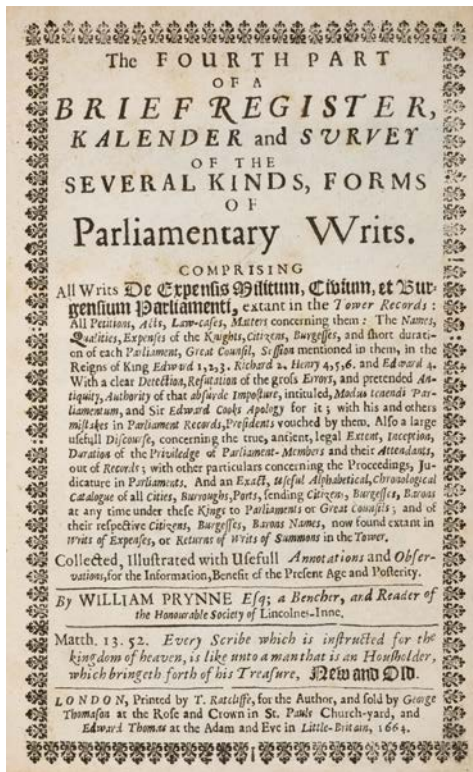 The FOURTH PART
OF A
BRIEF REGISTER,
KALENDER and SURVEY
OF THE
SEVERAL KINDS, FORMS
OF
Parliamentary Writs.
COMPRISING
All Writs De Expensis Militum, Civium, et Bur-
gensium Parliamenti, extant in the Tower Records:
All Petitions, Acts, Law-cases, Matters concerning them: The Names,
Qualities, Expenses of the Knights, Citizens, Burgesses, and short durati-
on of each Parliament, Great Counsil, Session mentioned in them, in the
Reigns of King Edward 1,2,3. Richard 2. Henry 4,5,6. and Edward 4.
With a clear Detection, Refutation of the gross Errors, and pretended An-
tiquity, Authority of that absurde Imposture, intituled, Modus tenendi Par-
liamentum, and Sir Edward Cooks Apology for it; with his and others
mistakes in Parliament Records, Presidents vouched by them. Also a large
usefull Discourse, concerning the true, antient, legal Extent, Inception,
Duration of the Priviledge of Parliament-Members and their Attendants,
out of Records; with other particulars concerning the Proceedings, Ju-
dicature in Parliaments. And an Exact, Useful Alphabetical, Chronological
Catalogue of all Cities, Burroughs, Ports, sending Citizens, Burgesses, Barons
at any time under these Kings to Parliaments or Great Counsils; and of
their respective Citizens, Burgesses, Barons Names, now found extant in
Writs of Expenses, or Returns of Writs of Summons in the Tower.
Collected, Illustrated with Usefull Annotations and Obser-
vations, for the Information, Benefit of the Present Age and Posterity.
By WILLIAM PRYNNE Esq; a Bencher, and Reader of
the Honourable Society of Lincolnes-Inne.
Matth. 13. 52. Every Scribe which is instructed for the
kingdom of heaven, is like unto a man that is an Housholder,
which bringeth forth of his Treasure, New and Old.
LONDON, Printed by T. Ratcliffe, for the Author, and sold by George
Thomason at the Rose and Crown in St. Pauls Church-yard, and
Edward Thomas at the Adam and Eve in Little-Britain, 1664.